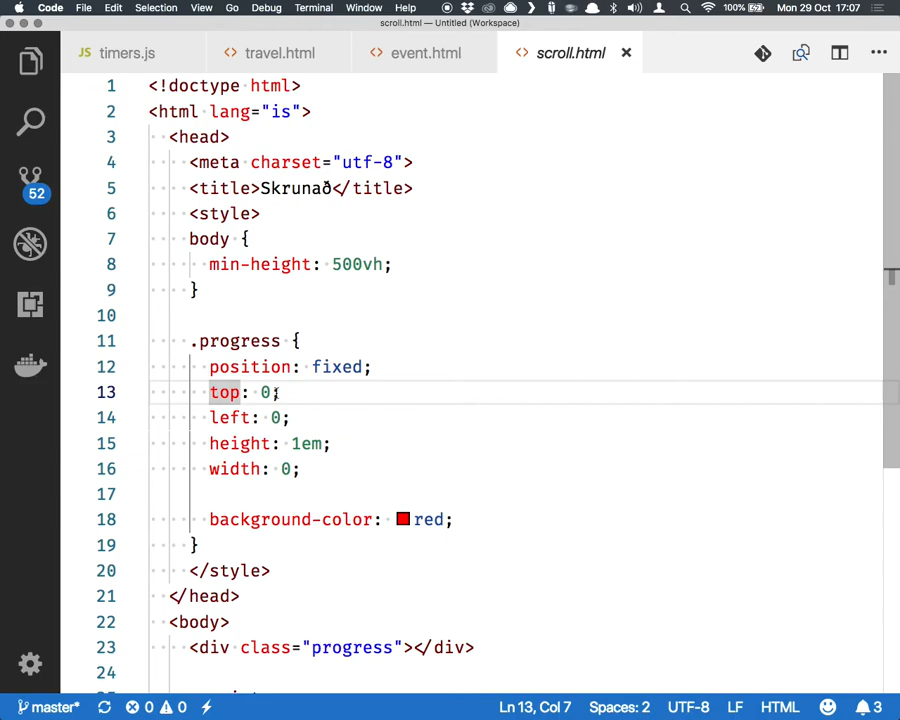 Code File Edit Selection View Go Debug Terminal Window Help 100% Mon 29 Oct 17:07
scroll.html — Untitled (Workspace)
JS timers.js <> travel.html <> event.html <> scroll.html
1 <!doctype html>
2 <html lang="is">
3 <head>
4 <meta charset="utf-8">
5 <title>Skrunað</title>
6 <style>
7 body {
8 min-height: 500vh;
9 }
10
11 .progress {
12 position: fixed;
13 top: 0;
14 left: 0;
15 height: 1em;
16 width: 0;
17
18 background-color: red;
19 }
20 </style>
21 </head>
22 <body>
23 <div class="progress"></div>
24
52
master* 0 0 Ln 13, Col 7 Spaces: 2 UTF-8 LF HTML 3